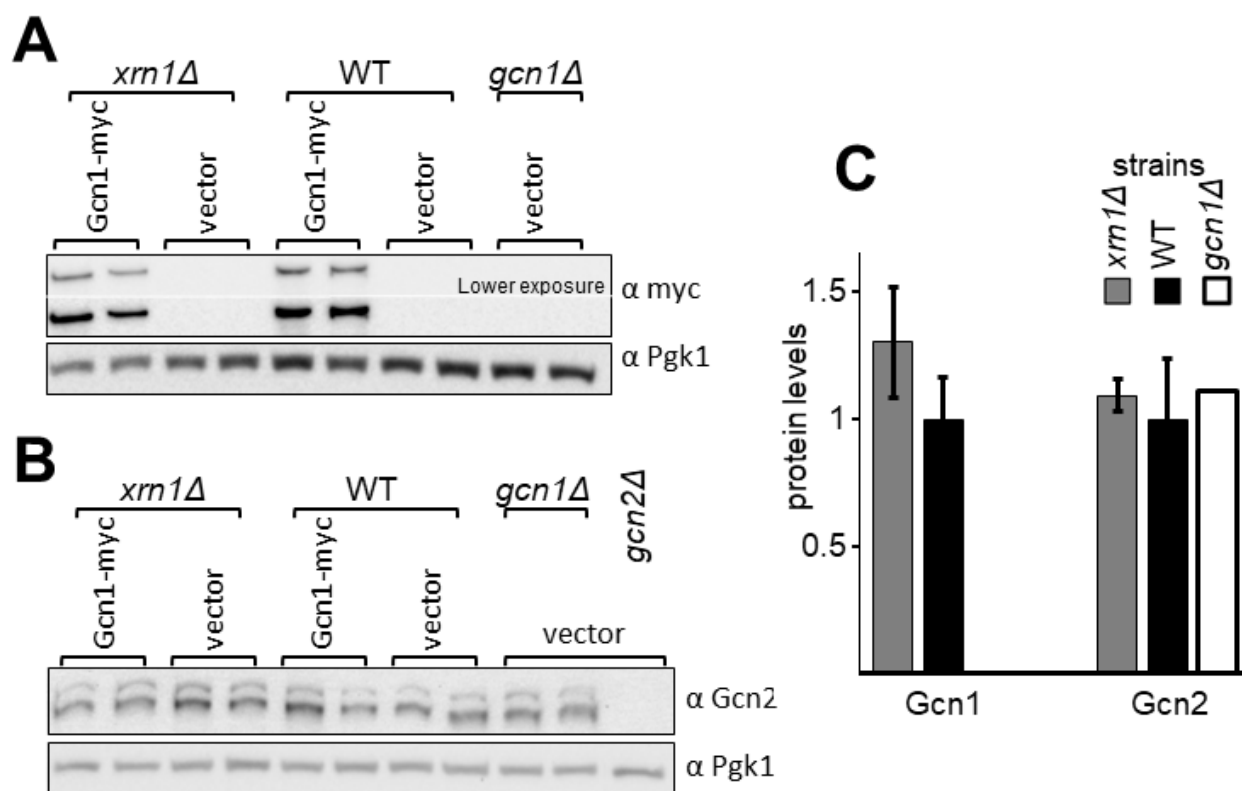 A
xrn1Δ WT gcn1Δ
Gcn1-myc vector Gcn1-myc vector vector
Lower exposure
α myc
α Pgk1
B
xrn1Δ WT gcn1Δ gcn2Δ
Gcn1-myc vector Gcn1-myc vector vector
α Gcn2
α Pgk1
C
strains
xrn1Δ WT gcn1Δ
protein levels
1.5
1
0.5
Gcn1 Gcn2